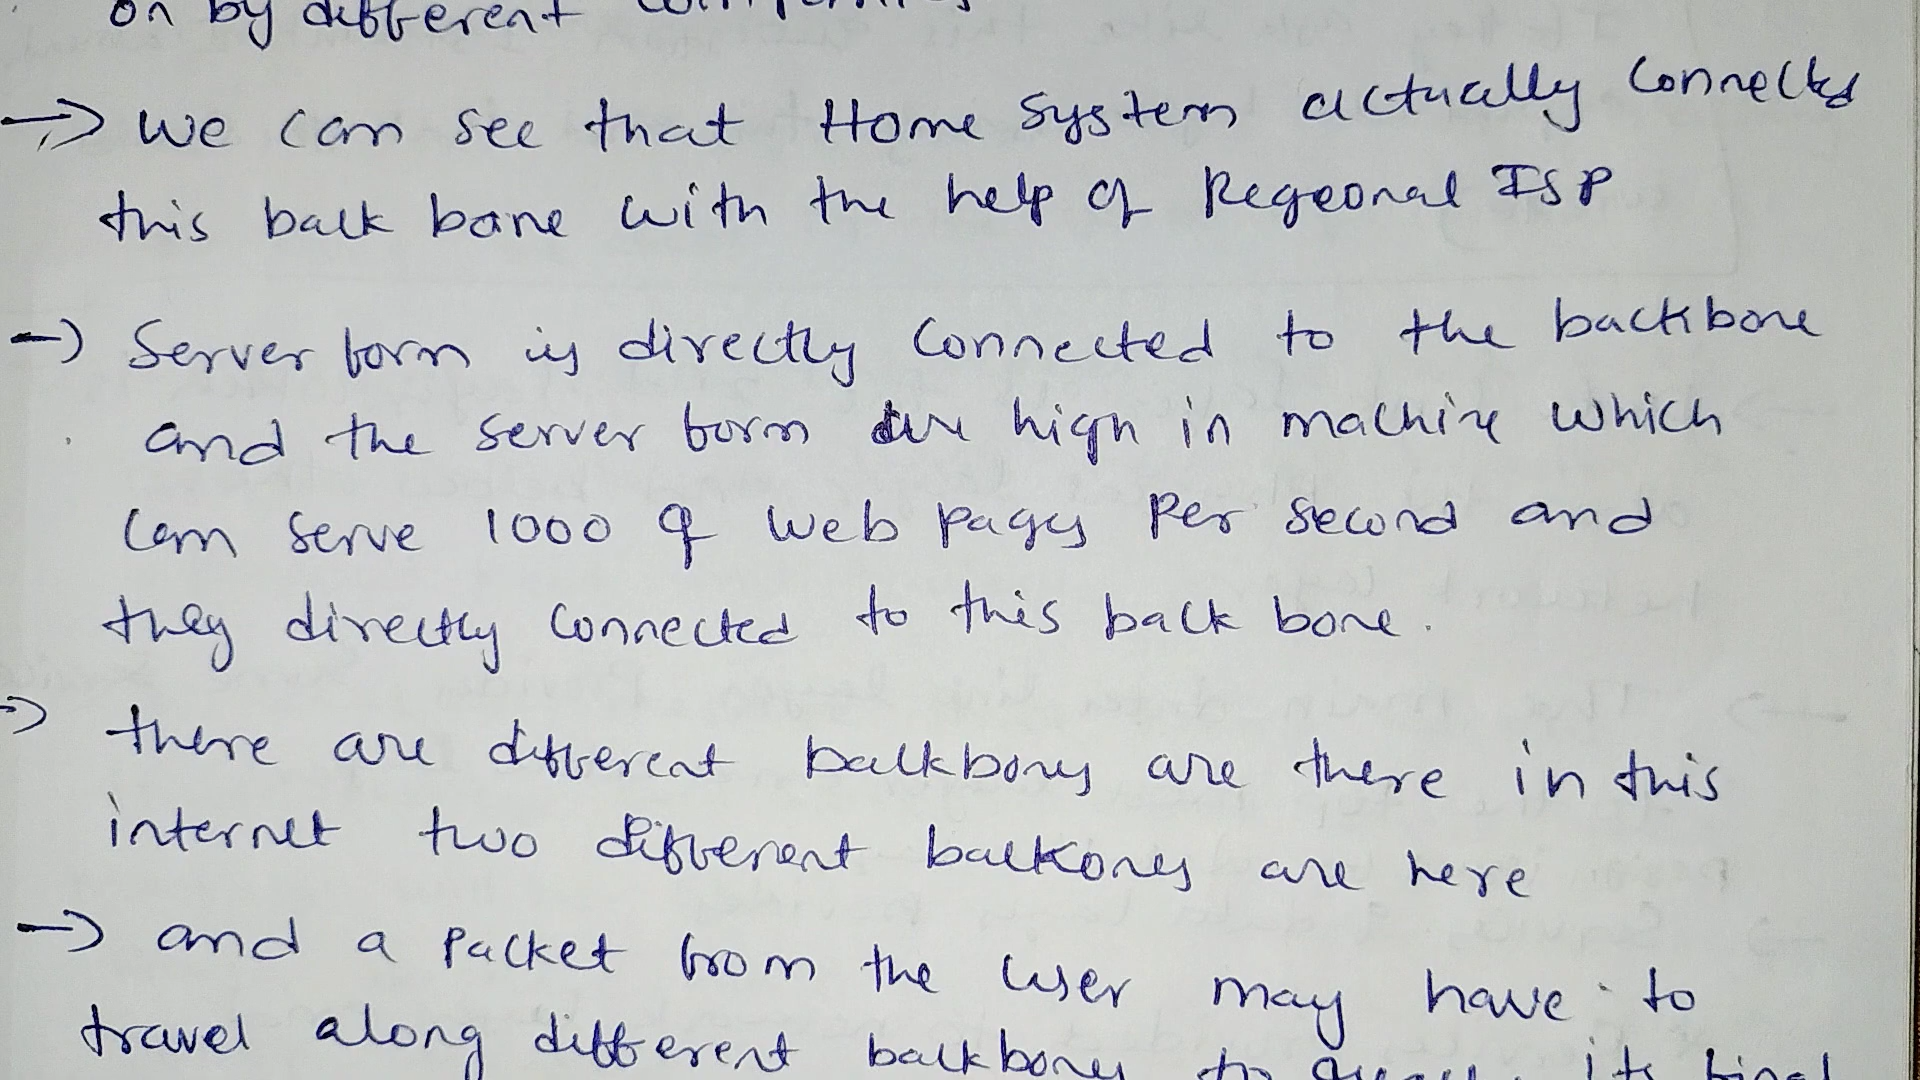 on by different
→ we can see that Home System actually Connected
this back bone with the help of Regeonal ISP
→ Server form is directly Connected to the backbone
and the server form are high in machine which
can serve 1000 of web pages Per second and
they directly Connected to this back bone.
→ there are different backbones are there in this
internet two different backones are here
→ and a Packet from the user may have to
travel along different backbones to its final